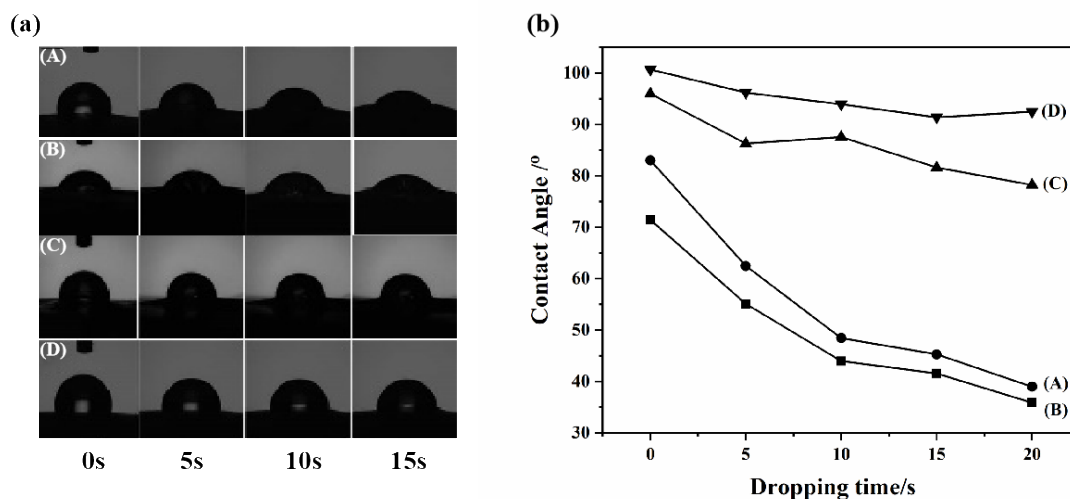 (a)
(A)
(B)
(C)
(D)
0s 5s 10s 15s
(b)
Contact Angle /º
100
90
80
70
60
50
40
30
(D)
(C)
(A)
(B)
0 5 10 15 20
Dropping time/s